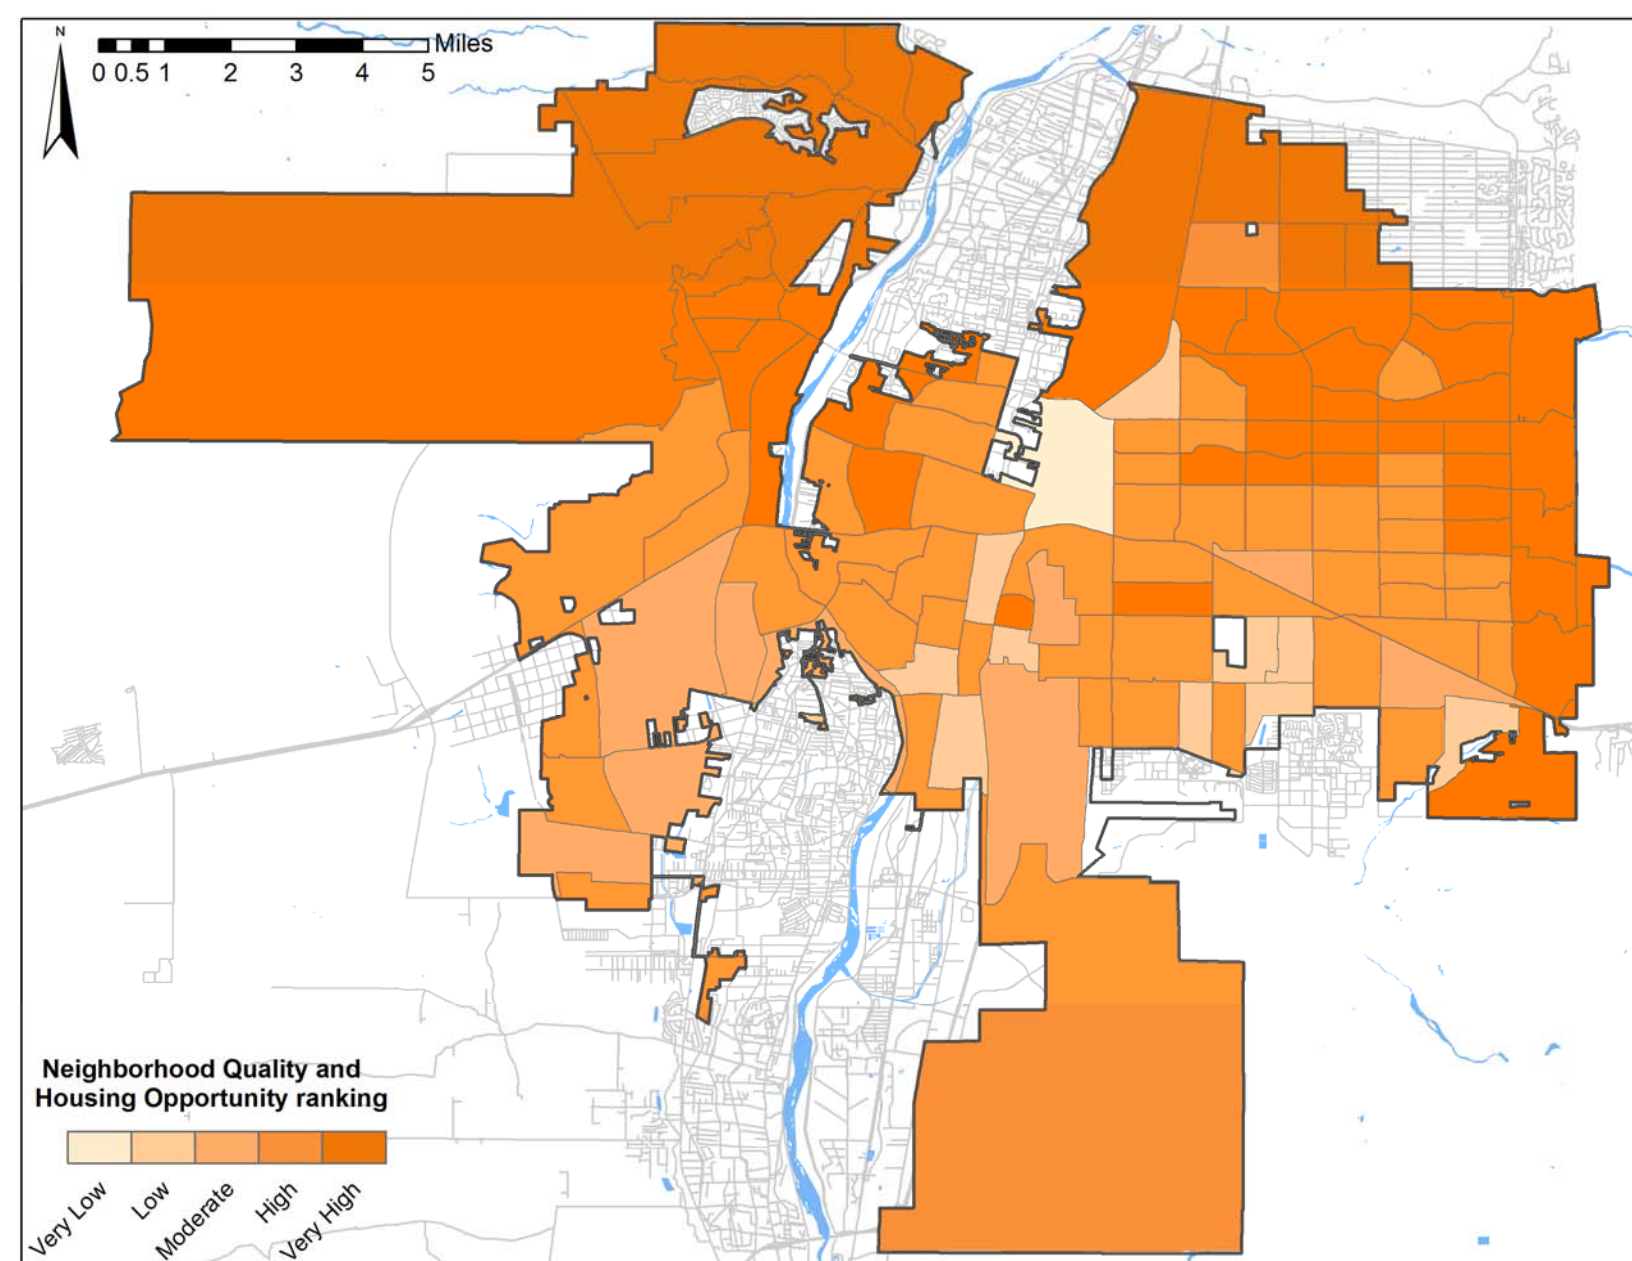 N
Miles
0 0.5 1 2 3 4 5
Neighborhood Quality and
Housing Opportunity ranking
Very Low
Low
Moderate
High
Very High